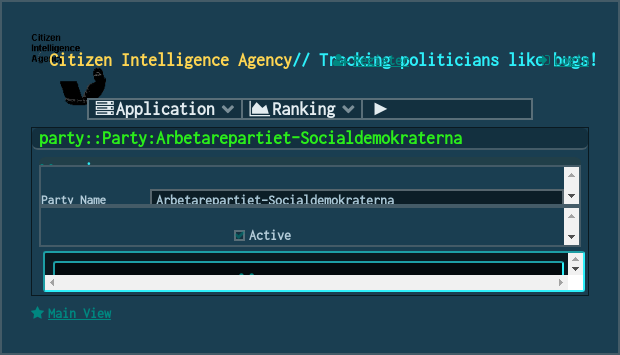 Citizen
Intelligence
Agency
Citizen Intelligence Agency// Tracking politicians like bugs!
Application
Ranking
party::Party:Arbetarepartiet-Socialdemokraterna
Party Name
Arbetarepartiet-Socialdemokraterna
Active
Main View